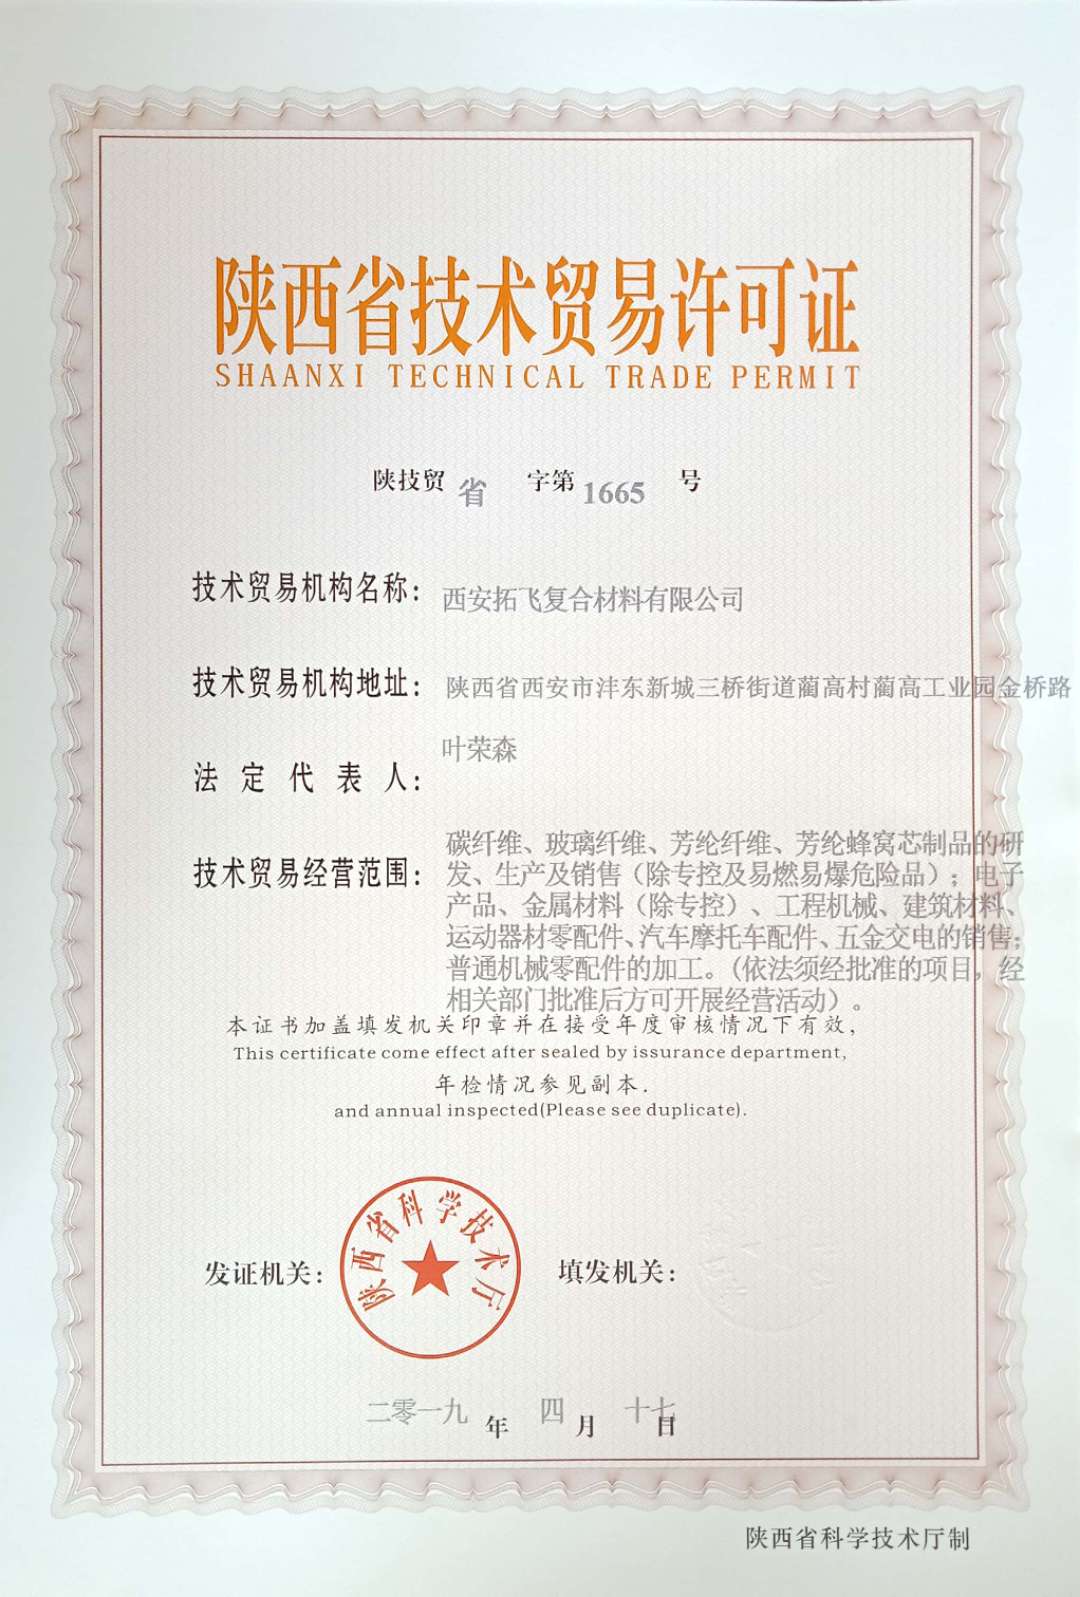 陕西省技术贸易许可证
SHAANXI TECHNICAL TRADE PERMIT
陕技贸 省 字第 1665 号
技术贸易机构名称: 西安拓飞复合材料有限公司
技术贸易机构地址: 陕西省西安市沣东新城三桥街道蔺高村蔺高工业园金桥路
法定代表人: 叶荣森
技术贸易经营范围: 碳纤维、玻璃纤维、芳纶纤维、芳纶蜂窝芯制品的研
发、生产及销售（除专控及易燃易爆危险品）；电子
产品、金属材料（除专控）、工程机械、建筑材料、
运动器材零配件、汽车摩托车配件、五金交电的销售；
普通机械零配件的加工。(依法须经批准的项目，经
相关部门批准后方可开展经营活动）。
本证书加盖填发机关印章并在接受年度审核情况下有效，
This certificate come effect after sealed by issurance department,
年检情况参见副本.
and annual inspected(Please see duplicate).
发证机关: 陕西省科学技术厅 填发机关:
二零一九 年 四 月 十七 日
陕西省科学技术厅制